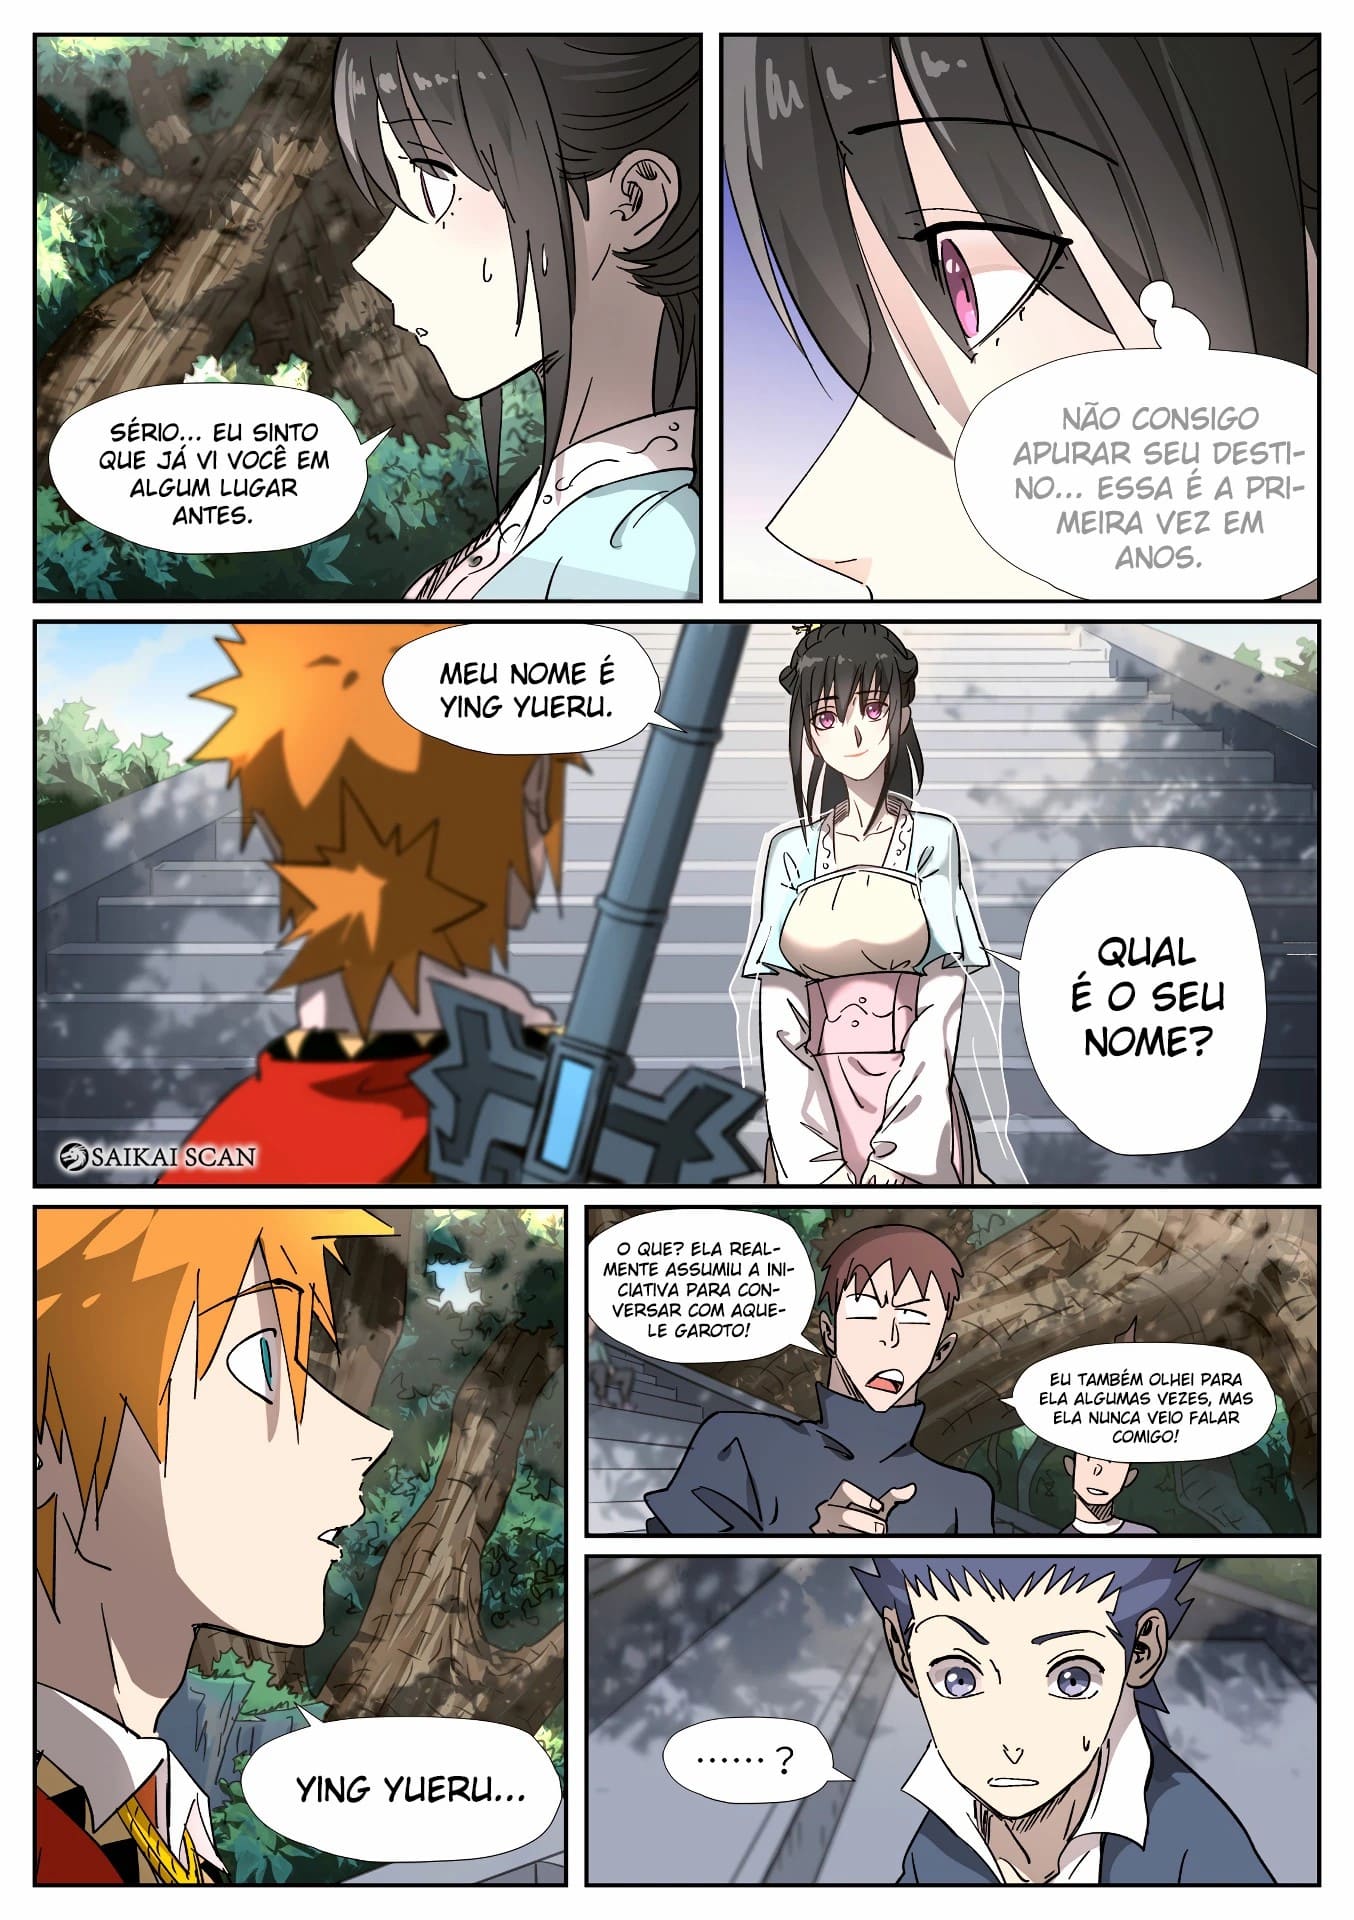 SÉRIO... EU SINTO
QUE JÁ VI VOCÊ EM
ALGUM LUGAR
ANTES.
NÃO CONSIGO
APURAR SEU DESTI-
NO... ESSA É A PRI-
MEIRA VEZ EM
ANOS.
MEU NOME É
YING YUERU.
QUAL
É O SEU
NOME?
SAIKAI SCAN
YING YUERU...
O QUE? ELA REAL-
MENTE ASSUMIU A INI-
CIATIVA PARA CON-
VERSAR COM AQUE-
LE GAROTO!
EU TAMBÉM OLHEI PARA
ELA ALGUMAS VEZES, MAS
ELA NUNCA VEIO FALAR
COMIGO!
……?